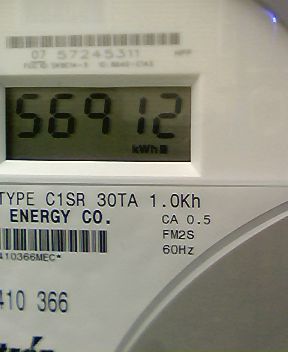 07 57245311
56912
kWh
TYPE C1SR 30TA 1.0Kh
ENERGY CO.
CA 0.5
FM2S
60Hz
410366MEC*
410 366